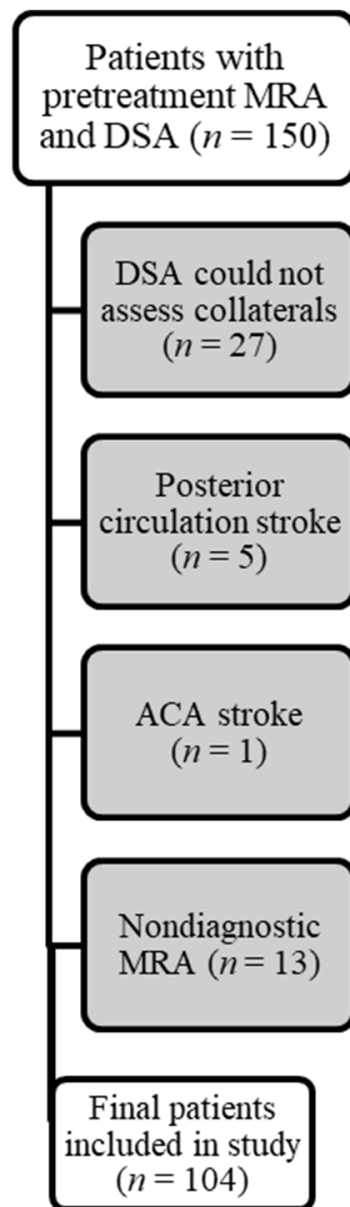 Patients with
pretreatment MRA
and DSA (n = 150)
DSA could not
assess collaterals
(n = 27)
Posterior
circulation stroke
(n = 5)
ACA stroke
(n = 1)
Nondiagnostic
MRA (n = 13)
Final patients
included in study
(n = 104)